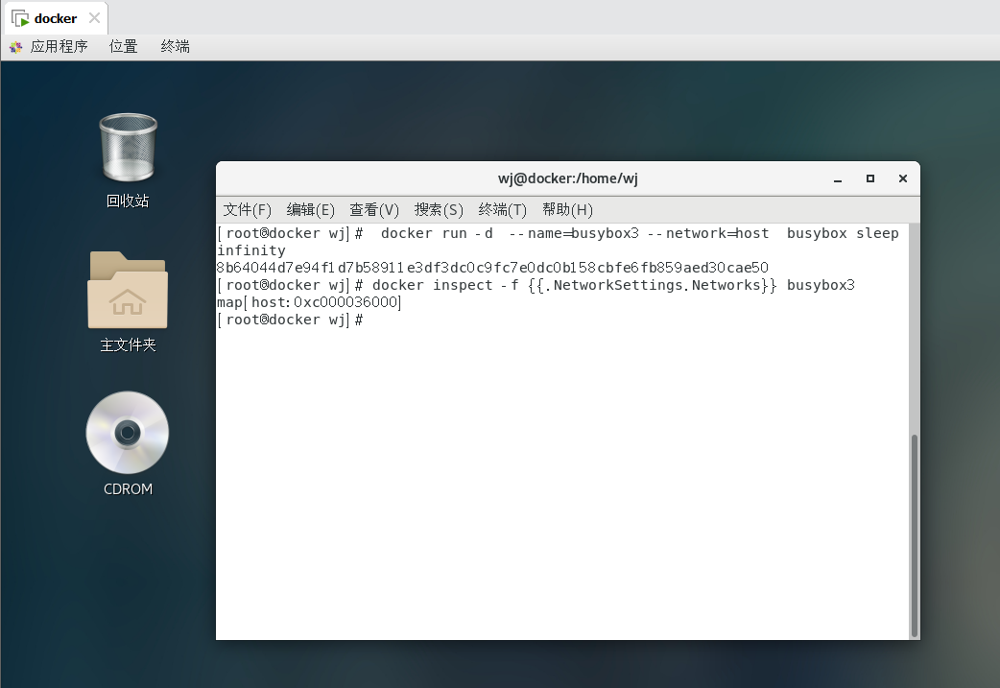 docker
应用程序 位置 终端
回收站
主文件夹
CDROM
wj@docker:/home/wj
文件(F) 编辑(E) 查看(V) 搜索(S) 终端(T) 帮助(H)
[root@docker wj]#  docker run -d  --name=busybox3 --network=host  busybox sleep
infinity
8b64044d7e94f1d7b58911e3df3dc0c9fc7e0dc0b158cbfe6fb859aed30cae50
[root@docker wj]# docker inspect -f {{.NetworkSettings.Networks}} busybox3
map[host:0xc000036000]
[root@docker wj]#